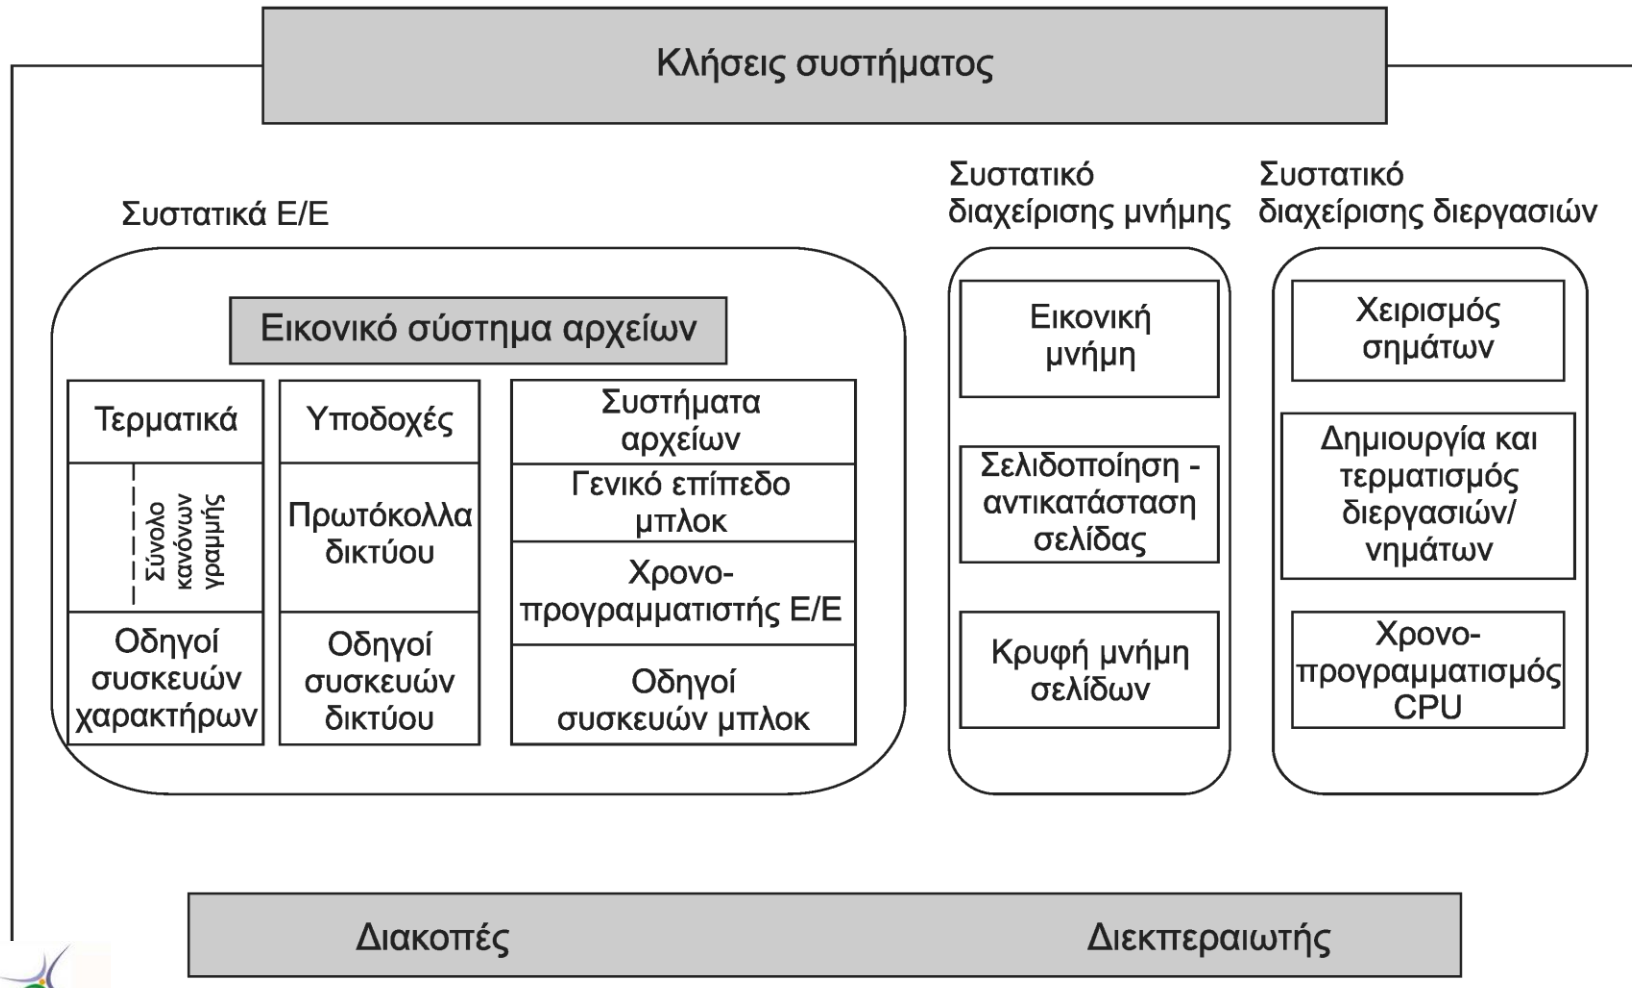 Κλήσεις συστήματος
Συστατικά Ε/Ε
Συστατικό
διαχείρισης μνήμης
Συστατικό
διαχείρισης διεργασιών
Εικονικό σύστημα αρχείων
Τερματικά
Σύνολο
κανόνων
γραμμής
Οδηγοί
συσκευών
χαρακτήρων
Υποδοχές
Πρωτόκολλα
δικτύου
Οδηγοί
συσκευών
δικτύου
Συστήματα
αρχείων
Γενικό επίπεδο
μπλοκ
Χρονο-
προγραμματιστής Ε/Ε
Οδηγοί
συσκευών μπλοκ
Εικονική
μνήμη
Σελιδοποίηση -
αντικατάσταση
σελίδας
Κρυφή μνήμη
σελίδων
Χειρισμός
σημάτων
Δημιουργία και
τερματισμός
διεργασιών/
νημάτων
Χρονο-
προγραμματισμός
CPU
Διακοπές
Διεκπεραιωτής